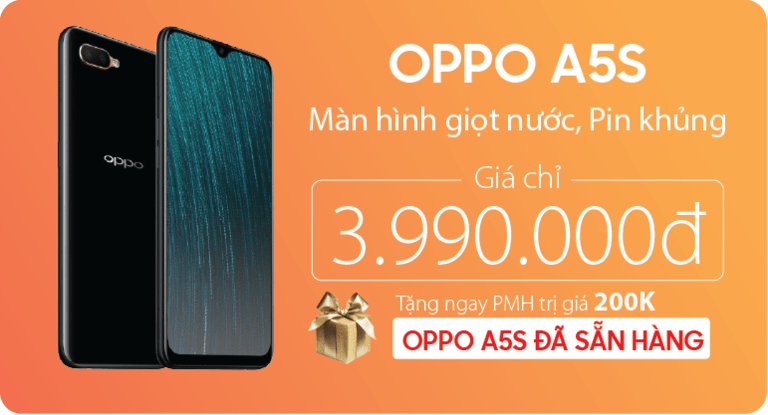 OPPO A5S
Màn hình giọt nước, Pin khủng
Giá chỉ
3.990.000đ
Tặng ngay PMH trị giá 200K
OPPO A5S ĐÃ SẴN HÀNG
oppo